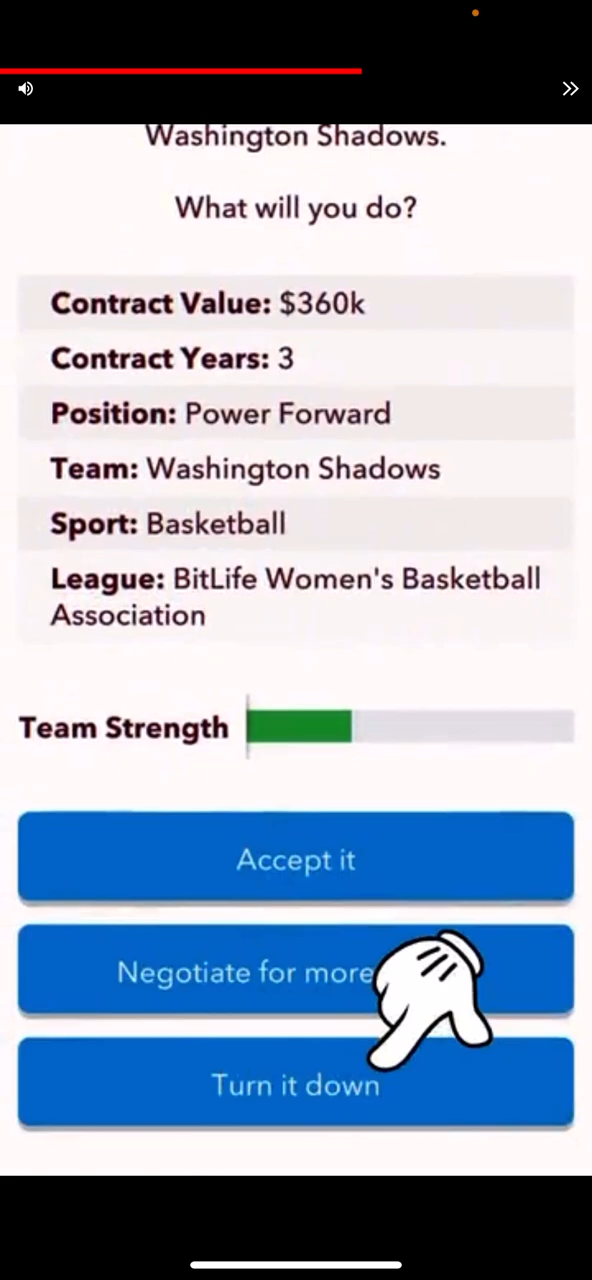 Washington Shadows.
What will you do?
Contract Value: $360k
Contract Years: 3
Position: Power Forward
Team: Washington Shadows
Sport: Basketball
League: BitLife Women's Basketball
Association
Team Strength
Accept it
Negotiate for more
Turn it down